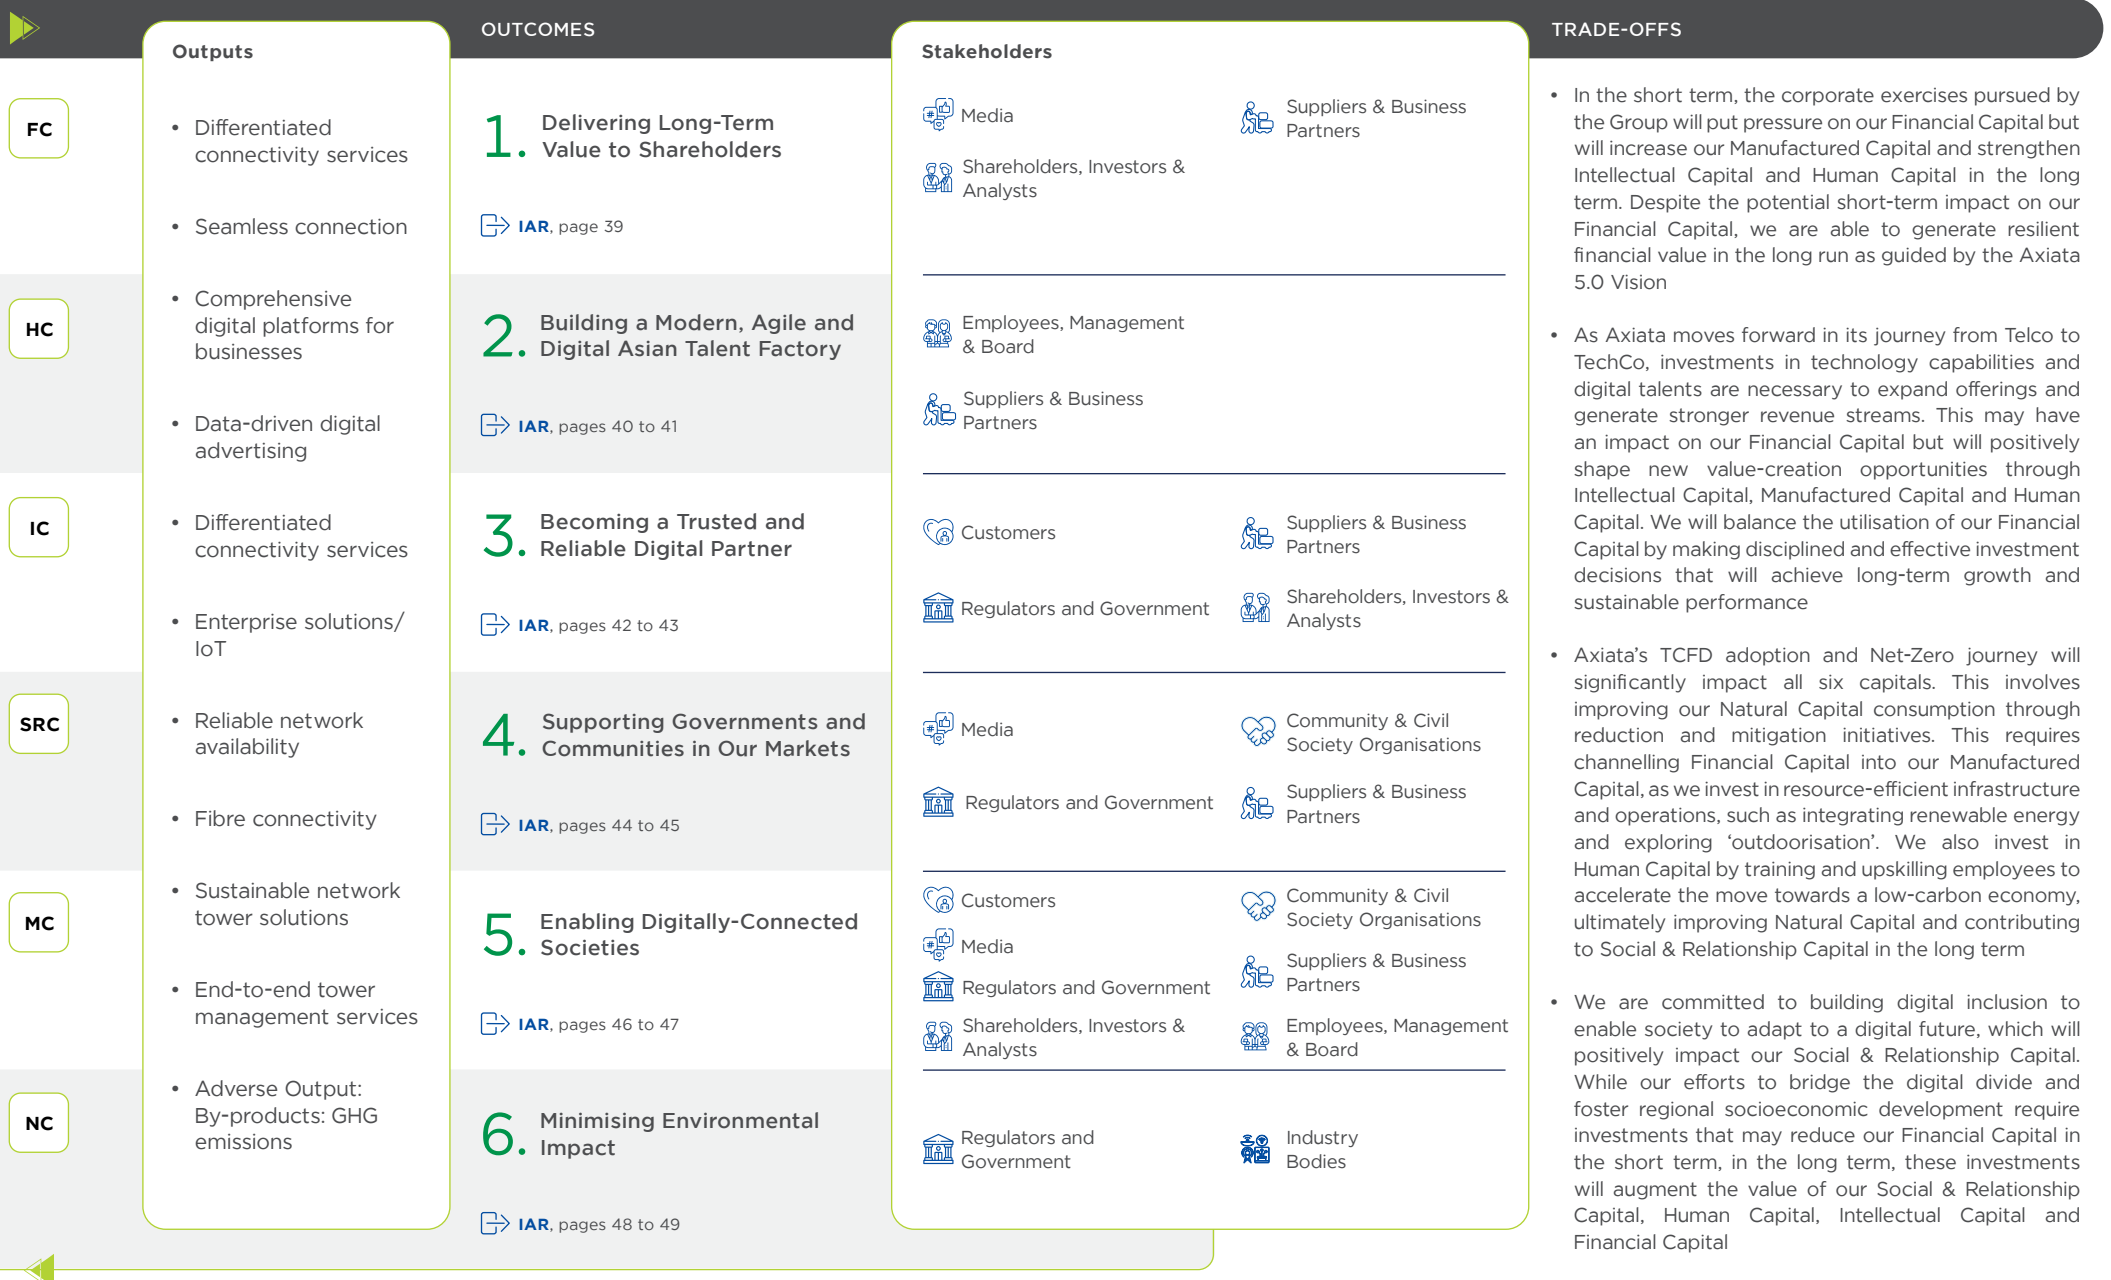 OUTCOMES
TRADE-OFFS
Outputs
Stakeholders
FC
HC
IC
SRC
MC
NC
• Differentiated
connectivity services
• Seamless connection
• Comprehensive
digital platforms for
businesses
• Data-driven digital
advertising
• Differentiated
connectivity services
• Enterprise solutions/
IoT
• Reliable network
availability
• Fibre connectivity
• Sustainable network
tower solutions
• End-to-end tower
management services
• Adverse Output:
By-products: GHG
emissions
1. Delivering Long-Term
Value to Shareholders
IAR, page 39
2. Building a Modern, Agile and
Digital Asian Talent Factory
IAR, pages 40 to 41
3. Becoming a Trusted and
Reliable Digital Partner
IAR, pages 42 to 43
4. Supporting Governments and
Communities in Our Markets
IAR, pages 44 to 45
5. Enabling Digitally-Connected
Societies
IAR, pages 46 to 47
6. Minimising Environmental
Impact
IAR, pages 48 to 49
Media
Shareholders, Investors &
Analysts
Suppliers & Business
Partners
Employees, Management
& Board
Suppliers & Business
Partners
Customers
Regulators and Government
Suppliers & Business
Partners
Shareholders, Investors &
Analysts
Media
Regulators and Government
Community & Civil
Society Organisations
Suppliers & Business
Partners
Customers
Media
Regulators and Government
Shareholders, Investors &
Analysts
Community & Civil
Society Organisations
Suppliers & Business
Partners
Employees, Management
& Board
Regulators and
Government
Industry
Bodies
• In the short term, the corporate exercises pursued by
the Group will put pressure on our Financial Capital but
will increase our Manufactured Capital and strengthen
Intellectual Capital and Human Capital in the long
term. Despite the potential short-term impact on our
Financial Capital, we are able to generate resilient
financial value in the long run as guided by the Axiata
5.0 Vision
• As Axiata moves forward in its journey from Telco to
TechCo, investments in technology capabilities and
digital talents are necessary to expand offerings and
generate stronger revenue streams. This may have
an impact on our Financial Capital but will positively
shape new value-creation opportunities through
Intellectual Capital, Manufactured Capital and Human
Capital. We will balance the utilisation of our Financial
Capital by making disciplined and effective investment
decisions that will achieve long-term growth and
sustainable performance
• Axiata's TCFD adoption and Net-Zero journey will
significantly impact all six capitals. This involves
improving our Natural Capital consumption through
reduction and mitigation initiatives. This requires
channelling Financial Capital into our Manufactured
Capital, as we invest in resource-efficient infrastructure
and operations, such as integrating renewable energy
and exploring ‘outdoorisation’. We also invest in
Human Capital by training and upskilling employees to
accelerate the move towards a low-carbon economy,
ultimately improving Natural Capital and contributing
to Social & Relationship Capital in the long term
• We are committed to building digital inclusion to
enable society to adapt to a digital future, which will
positively impact our Social & Relationship Capital.
While our efforts to bridge the digital divide and
foster regional socioeconomic development require
investments that may reduce our Financial Capital in
the short term, in the long term, these investments
will augment the value of our Social & Relationship
Capital, Human Capital, Intellectual Capital and
Financial Capital